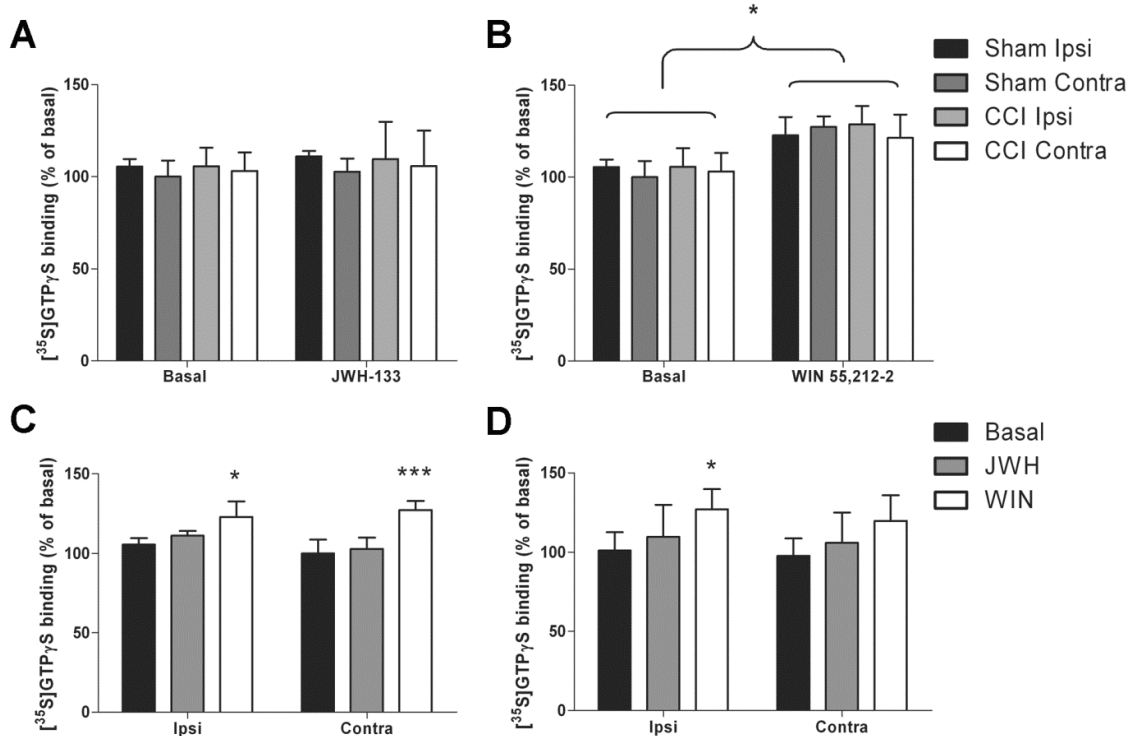 A
[³⁵S]GTPγS binding (% of basal)
150
100
50
0
Basal
JWH-133
B
*
[³⁵S]GTPγS binding (% of basal)
150
100
50
0
Basal
WIN 55,212-2
Sham Ipsi
Sham Contra
CCI Ipsi
CCI Contra
C
[³⁵S]GTPγS binding (% of basal)
150
100
50
0
*
***
Ipsi
Contra
D
[³⁵S]GTPγS binding (% of basal)
150
100
50
0
*
Ipsi
Contra
Basal
JWH
WIN